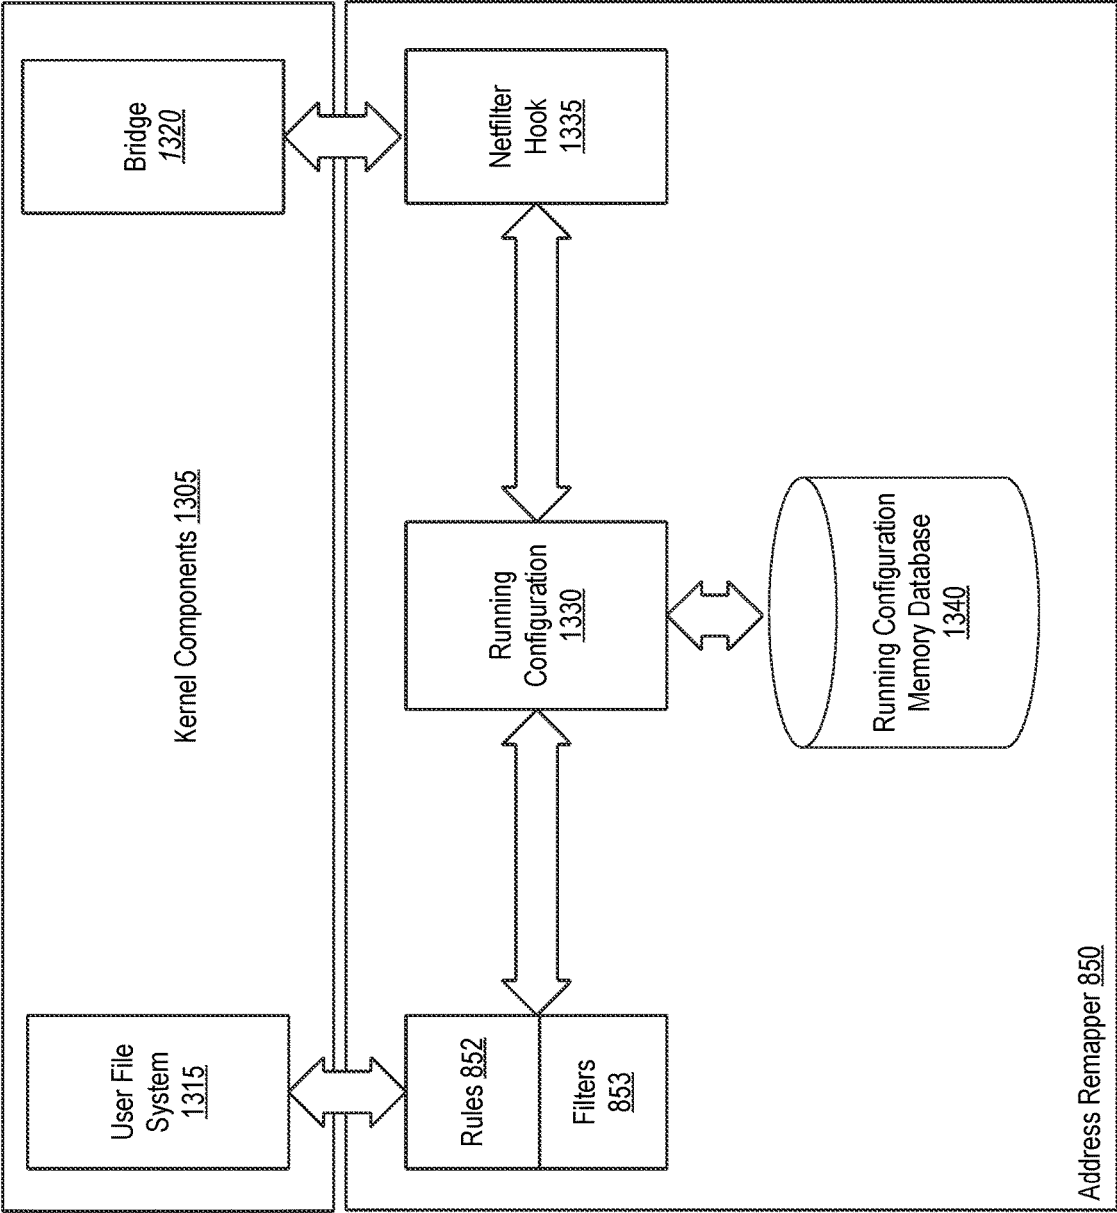 Kernel Components 1305
User File
System
1315
Bridge
1320
Rules 852
Filters
853
Running
Configuration
1330
Netfilter
Hook
1335
Running Configuration
Memory Database
1340
Address Remapper 850